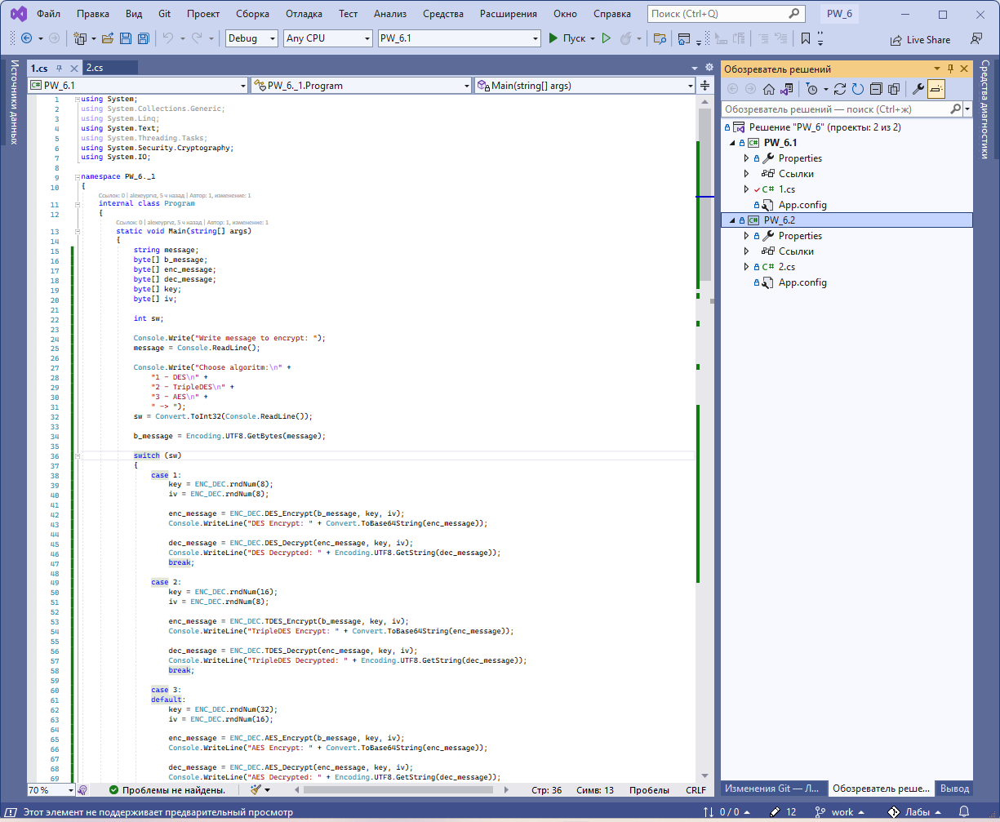 Файл Правка Вид Git Проект Сборка Отладка Тест Анализ Средства Расширения Окно Справка Поиск (Ctrl+Q) PW_6
Debug Any CPU PW_6.1 Пуск Live Share
Источники данных
1.cs 2.cs
C# PW_6.1 PW_6._1.Program Main(string[] args)
1 using System;
2 using System.Collections.Generic;
3 using System.Linq;
4 using System.Text;
5 using System.Threading.Tasks;
6 using System.Security.Cryptography;
7 using System.IO;
8
9 namespace PW_6._1
10 {
Ссылок: 0 | alexeyprvz, 5 ч назад | Автор: 1, изменение: 1
11 internal class Program
12 {
Ссылок: 0 | alexeyprvz, 5 ч назад | Автор: 1, изменение: 1
13 static void Main(string[] args)
14 {
15 string message;
16 byte[] b_message;
17 byte[] enc_message;
18 byte[] dec_message;
19 byte[] key;
20 byte[] iv;
21
22 int sw;
23
24 Console.Write("Write message to encrypt: ");
25 message = Console.ReadLine();
26
27 Console.Write("Choose algoritm:\n" +
28 "1 - DES\n" +
29 "2 - TripleDES\n" +
30 "3 - AES\n" +
31 " -> ");
32 sw = Convert.ToInt32(Console.ReadLine());
33
34 b_message = Encoding.UTF8.GetBytes(message);
35
36 switch (sw)
37 {
38 case 1:
39 key = ENC_DEC.rndNum(8);
40 iv = ENC_DEC.rndNum(8);
41
42 enc_message = ENC_DEC.DES_Encrypt(b_message, key, iv);
43 Console.WriteLine("DES Encrypt: " + Convert.ToBase64String(enc_message));
44
45 dec_message = ENC_DEC.DES_Decrypt(enc_message, key, iv);
46 Console.WriteLine("DES Decrypted: " + Encoding.UTF8.GetString(dec_message));
47 break;
48
49 case 2:
50 key = ENC_DEC.rndNum(16);
51 iv = ENC_DEC.rndNum(8);
52
53 enc_message = ENC_DEC.TDES_Encrypt(b_message, key, iv);
54 Console.WriteLine("TripleDES Encrypt: " + Convert.ToBase64String(enc_message));
55
56 dec_message = ENC_DEC.TDES_Decrypt(enc_message, key, iv);
57 Console.WriteLine("TripleDES Decrypted: " + Encoding.UTF8.GetString(dec_message));
58 break;
59
60 case 3:
61 default:
62 key = ENC_DEC.rndNum(32);
63 iv = ENC_DEC.rndNum(16);
64
65 enc_message = ENC_DEC.AES_Encrypt(b_message, key, iv);
66 Console.WriteLine("AES Encrypt: " + Convert.ToBase64String(enc_message));
67
68 dec_message = ENC_DEC.AES_Decrypt(enc_message, key, iv);
69 Console.WriteLine("AES Decrypted: " + Encoding.UTF8.GetString(dec_message));
70 % Проблемы не найдены. Стр: 36 Симв: 13 Пробелы CRLF
Обозреватель решений
Обозреватель решений — поиск (Ctrl+ж)
Решение "PW_6" (проекты: 2 из 2)
C# PW_6.1
Properties
Ссылки
C# 1.cs
App.config
C# PW_6.2
Properties
Ссылки
C# 2.cs
App.config
Изменения Git — Л... Обозреватель реше... Вывод
Средства диагностики
Этот элемент не поддерживает предварительный просмотр 0 / 0 12 work Лабы